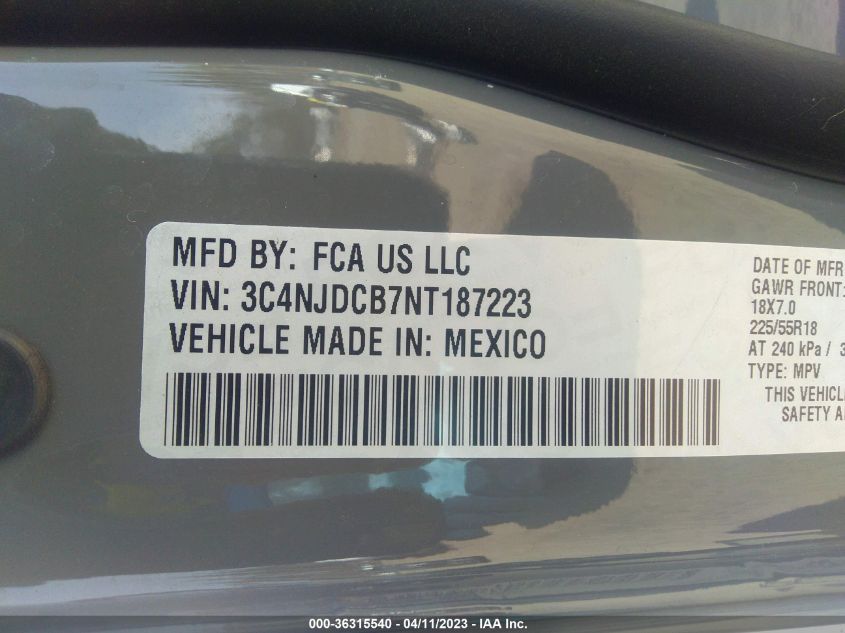 MFD BY: FCA US LLC
VIN: 3C4NJDCB7NT187223
VEHICLE MADE IN: MEXICO
DATE OF MFR
GAWR FRONT:
18X7.0
225/55R18
AT 240 kPa / 3
TYPE: MPV
THIS VEHICL
SAFETY A
000-36315540 - 04/11/2023 - IAA Inc.